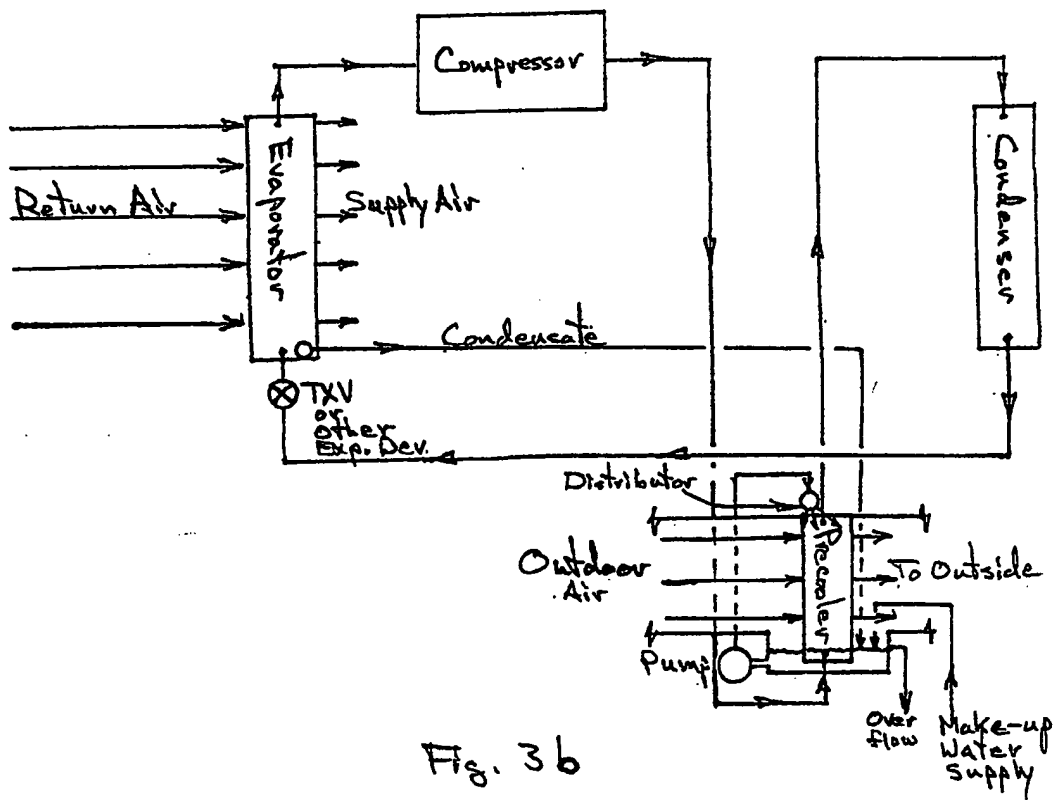 Compressor
Evaporator
Condenser
Return Air
Supply Air
Condensate
TXV
or
Other
Exp. Dev.
Distributor
Precooler
Outdoor
Air
To Outside
Pump
Over
flow
Make-up
Water
Supply
Fig. 3b